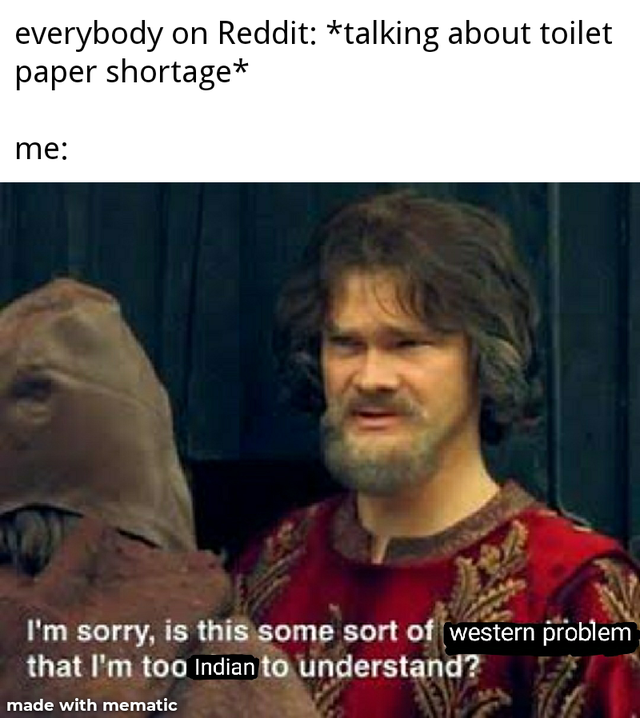 everybody on Reddit: *talking about toilet
paper shortage*
me:
I'm sorry, is this some sort of western problem
that I'm too Indian to understand?
made with mematic